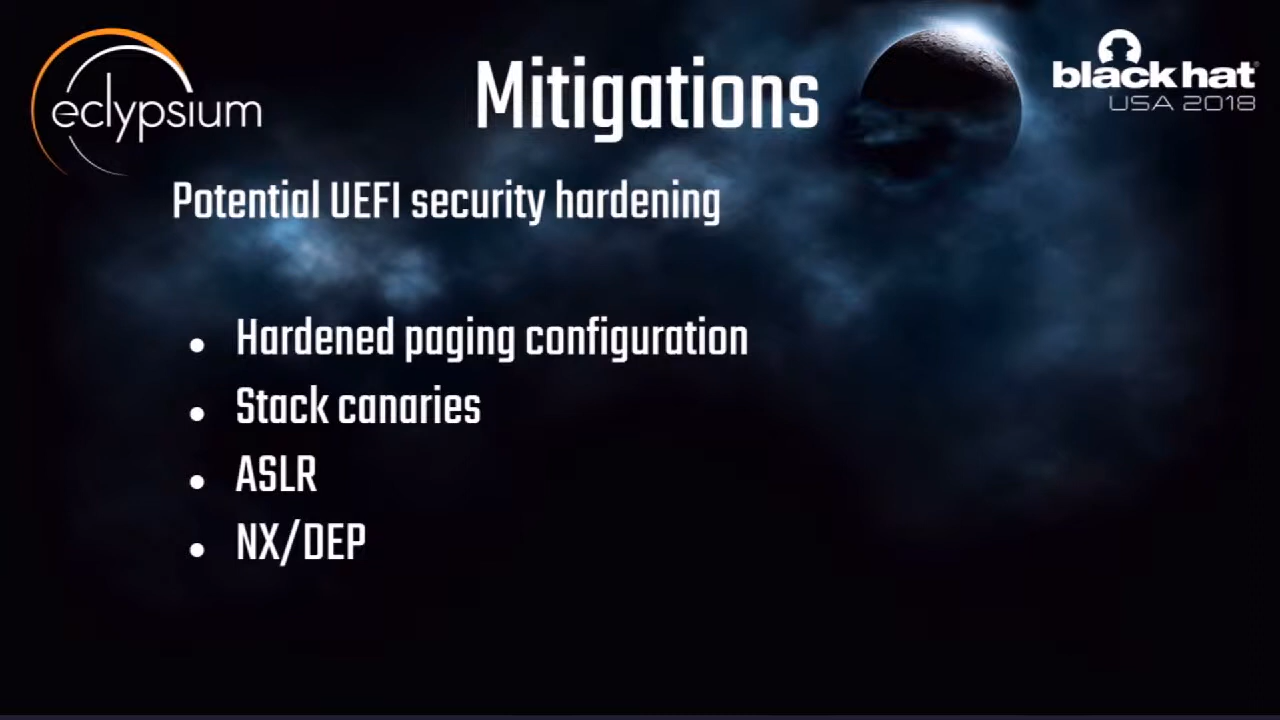 eclypsium
Mitigations
black hat
USA 2018
Potential UEFI security hardening
• Hardened paging configuration
• Stack canaries
• ASLR
• NX/DEP